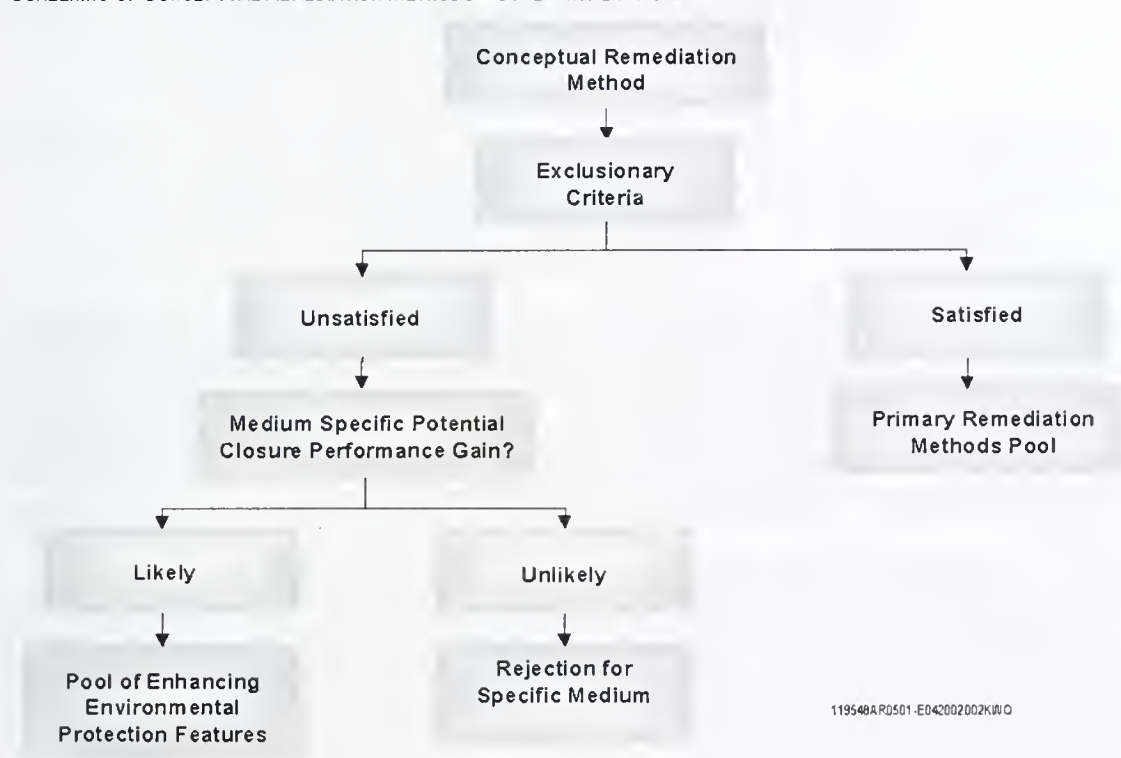 Conceptual Remediation
Method
Exclusionary
Criteria
Unsatisfied
Satisfied
Medium Specific Potential
Closure Performance Gain?
Primary Remediation
Methods Pool
Likely
Unlikely
Pool of Enhancing
Environmental
Protection Features
Rejection for
Specific Medium